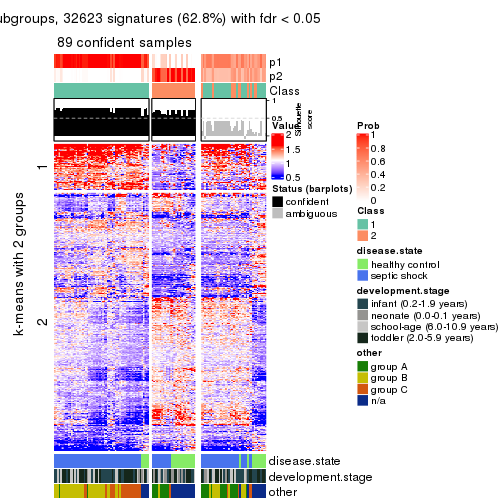 ubgroups, 32623 signatures (62.8%) with fdr < 0.05
89 confident samples
p1
p2
Class
1
0.5
0
Silhouette
score
1
2
k-means with 2 groups
Value
2
1.5
1
0.5
Status (barplots)
confident
ambiguous
Prob
1
0.8
0.6
0.4
0.2
0
Class
1
2
disease.state
healthy control
septic shock
development.stage
infant (0.2-1.9 years)
neonate (0.0-0.1 years)
school-age (6.0-10.9 years)
toddler (2.0-5.9 years)
other
group A
group B
group C
n/a
disease.state
development.stage
other